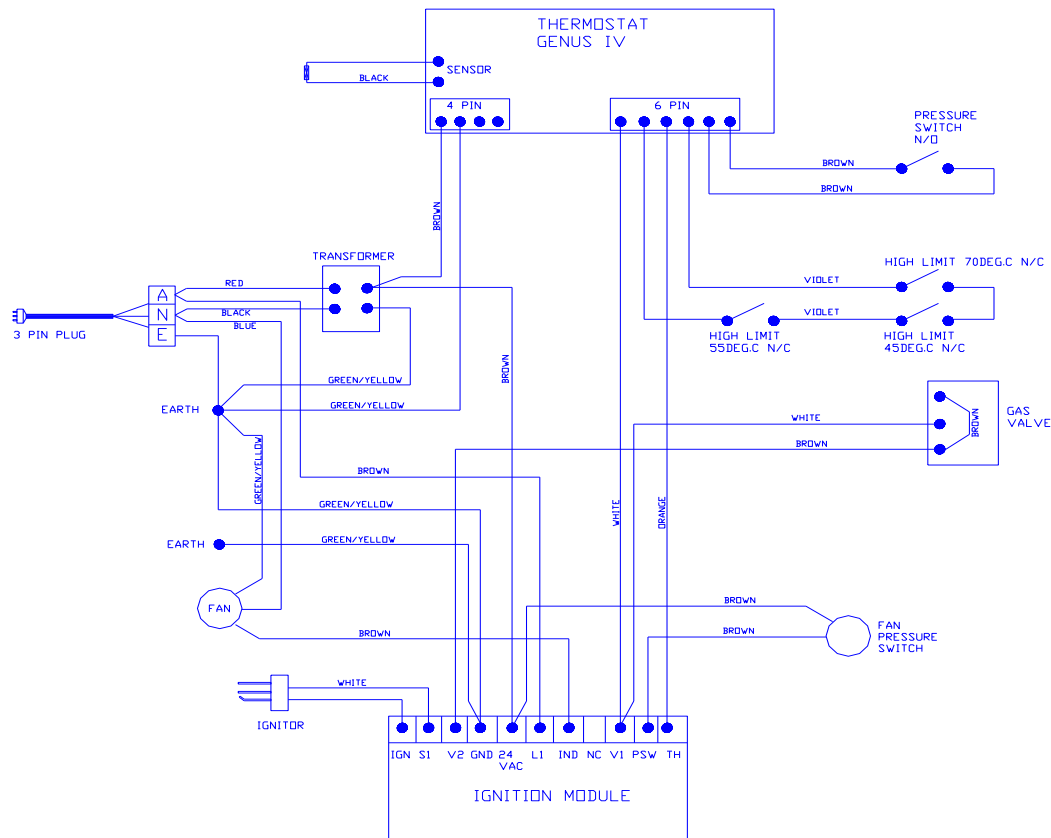 THERMOSTAT
GENUS IV
SENSOR
BLACK
4 PIN
6 PIN
PRESSURE
SWITCH
N/O
BROWN
BROWN
BROWN
TRANSFORMER
HIGH LIMIT 70DEG.C N/C
RED
VIOLET
A
N
E
BLACK
BLUE
3 PIN PLUG
VIOLET
HIGH LIMIT
55DEG.C N/C
HIGH LIMIT
45DEG.C N/C
BROWN
GREEN/YELLOW
EARTH
GREEN/YELLOW
WHITE
BROWN
GAS
VALVE
BROWN
GREEN/YELLOW
BROWN
GREEN/YELLOW
WHITE
ORANGE
EARTH
GREEN/YELLOW
FAN
BROWN
BROWN
BROWN
FAN
PRESSURE
SWITCH
WHITE
IGNITOR
IGN S1 V2 GND 24 VAC L1 IND NC V1 PSW TH
IGNITION MODULE